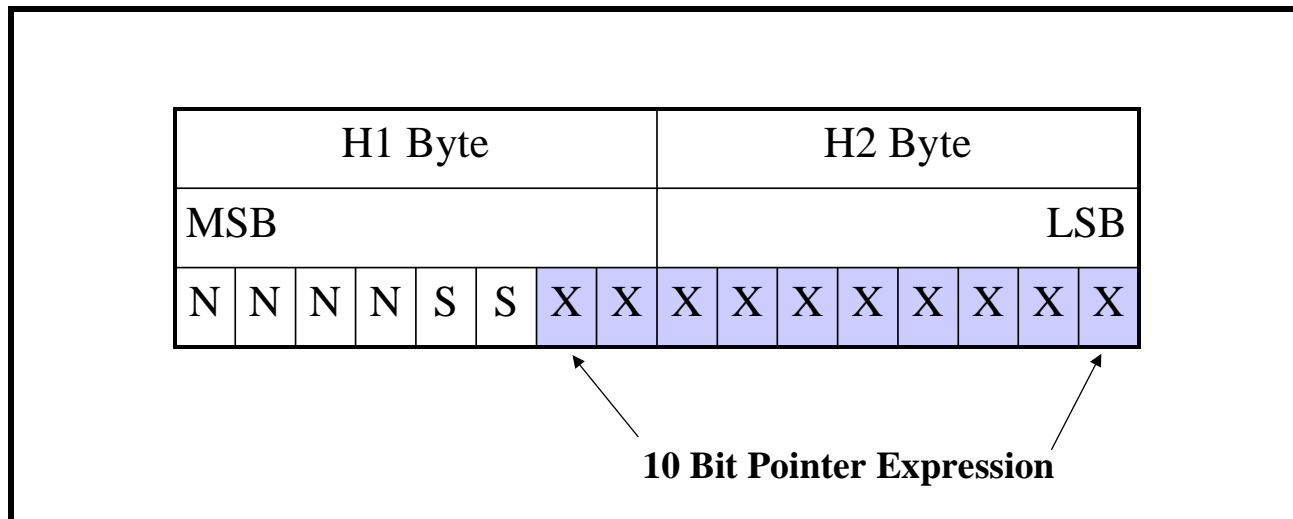 H1 Byte H2 Byte
MSB LSB
N N N N S S X X X X X X X X X X
10 Bit Pointer Expression